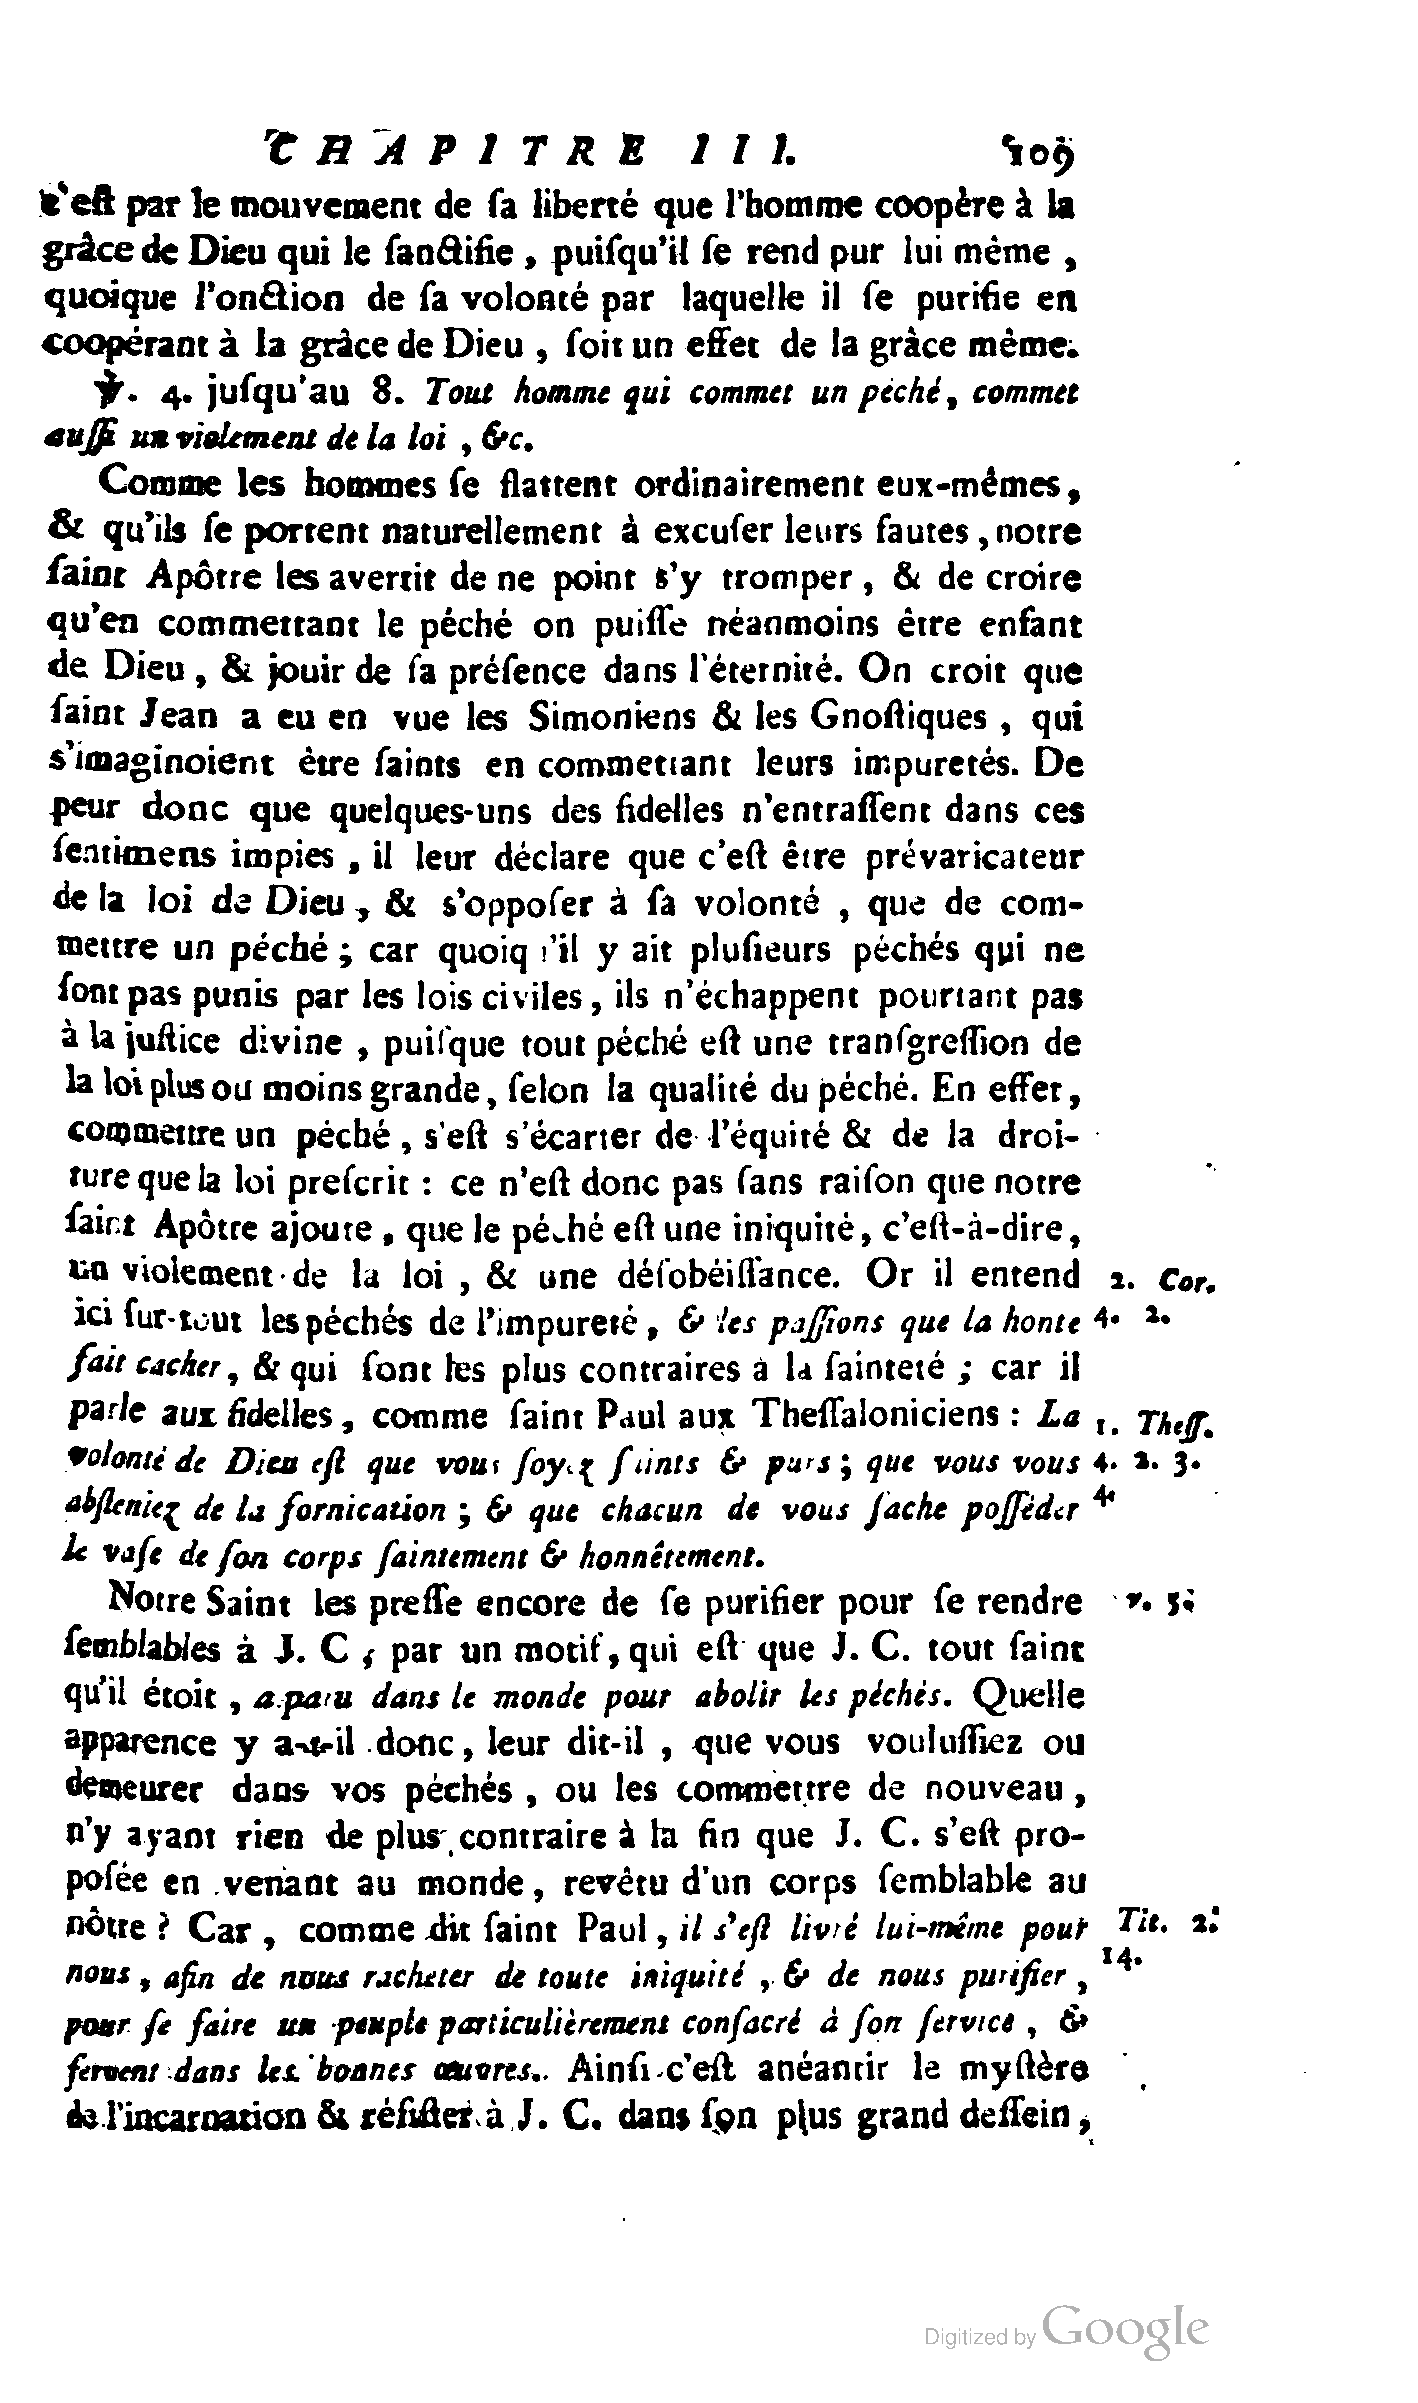 CHAPITRE III. 109
c'eſt par le mouvement de ſa liberté que l'homme coopère à la
grâce de Dieu qui le ſanctifie, puiſqu'il ſe rend pur lui même,
quoique l'onction de ſa volonté par laquelle il ſe purifie en
coopérant à la grâce de Dieu, ſoit un effet de la grâce même.
℣. 4. juſqu'au 8. Tout homme qui commet un péché, commet
auſſi un violement de la loi, &c.
Comme les hommes ſe flattent ordinairement eux-mêmes,
& qu'ils ſe portent naturellement à excuſer leurs fautes, notre
ſaint Apôtre les avertit de ne point s'y tromper, & de croire
qu'en commettant le péché on puiſſe néanmoins être enfant
de Dieu, & jouir de ſa préſence dans l'éternité. On croit que
ſaint Jean a eu en vue les Simoniens & les Gnoſtiques, qui
s'imaginoient être ſaints en commettant leurs impuretés. De
peur donc que quelques-uns des fidelles n'entraſſent dans ces
ſentimens impies, il leur déclare que c'eſt être prévaricateur
de la loi de Dieu, & s'oppoſer à ſa volonté, que de com-
mettre un péché; car quoiqu'il y ait pluſieurs péchés qui ne
ſont pas punis par les lois civiles, ils n'échappent pourtant pas
à la juſtice divine, puiſque tout péché eſt une tranſgreſſion de
la loi plus ou moins grande, ſelon la qualité du péché. En effet,
commettre un péché, s'eſt s'écarter de l'équité & de la droi-
ture que la loi preſcrit : ce n'eſt donc pas ſans raiſon que notre
ſaint Apôtre ajoute, que le péché eſt une iniquité, c'eſt-à-dire,
un violement de la loi, & une déſobéiſſance. Or il entend 2. Cor.
ici ſur-tout les péchés de l'impureté, & les paſſions que la honte 4. 2.
fait cacher, & qui ſont les plus contraires à la ſainteté; car il
parle aux fidelles, comme ſaint Paul aux Theſſaloniciens : La 1. Theſſ.
volonté de Dieu eſt que vous ſoyez ſaints & purs; que vous vous 4. 2. 3.
abſteniez de la fornication; & que chacun de vous ſache poſſéder 4.
le vaſe de ſon corps ſaintement & honnêtement.
Notre Saint les preſſe encore de ſe purifier pour ſe rendre v. 5.
ſemblables à J. C, par un motif, qui eſt que J. C. tout ſaint
qu'il étoit, a paru dans le monde pour abolir les péchés. Quelle
apparence y a-t-il donc, leur dit-il, que vous vouluſſiez ou
demeurer dans vos péchés, ou les commettre de nouveau,
n'y ayant rien de plus contraire à la fin que J. C. s'eſt pro-
poſée en venant au monde, revêtu d'un corps ſemblable au
nôtre? Car, comme dit ſaint Paul, il s'eſt livré lui-même pour Tit. 2.
nous, afin de nous racheter de toute iniquité, & de nous purifier, 14.
pour ſe faire un peuple particulièrement conſacré à ſon ſervice, &
fervent dans les bonnes œuvres. Ainſi c'eſt anéantir le myſtère
de l'incarnation & réſiſter à J. C. dans ſon plus grand deſſein,
Digitized by Google